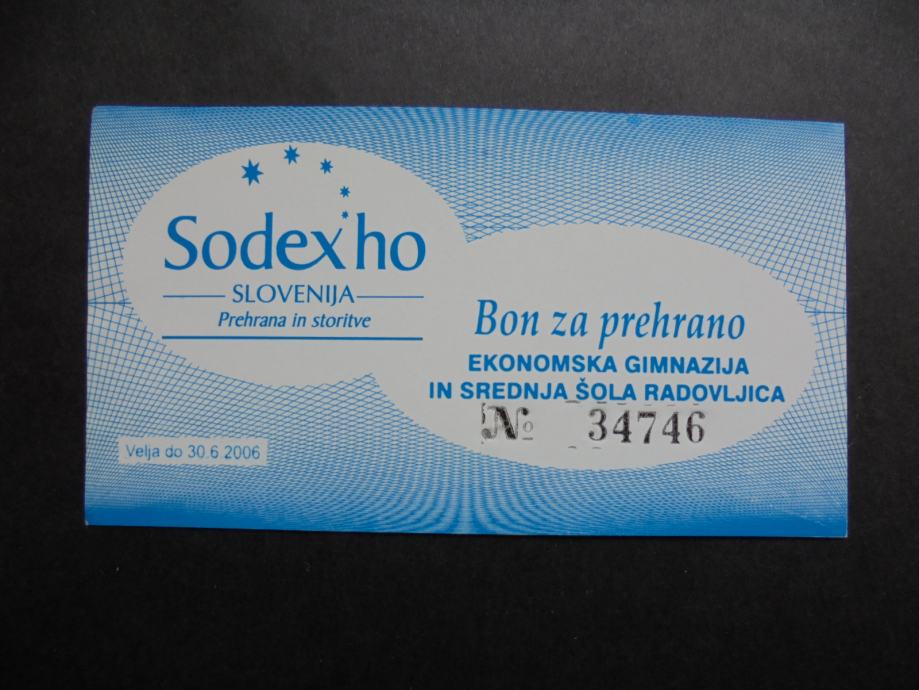 Sodexho
SLOVENIJA
Prehrana in storitve
Bon za prehrano
EKONOMSKA GIMNAZIJA
IN SREDNJA ŠOLA RADOVLJICA
№ 34746
Velja do 30.6.2006